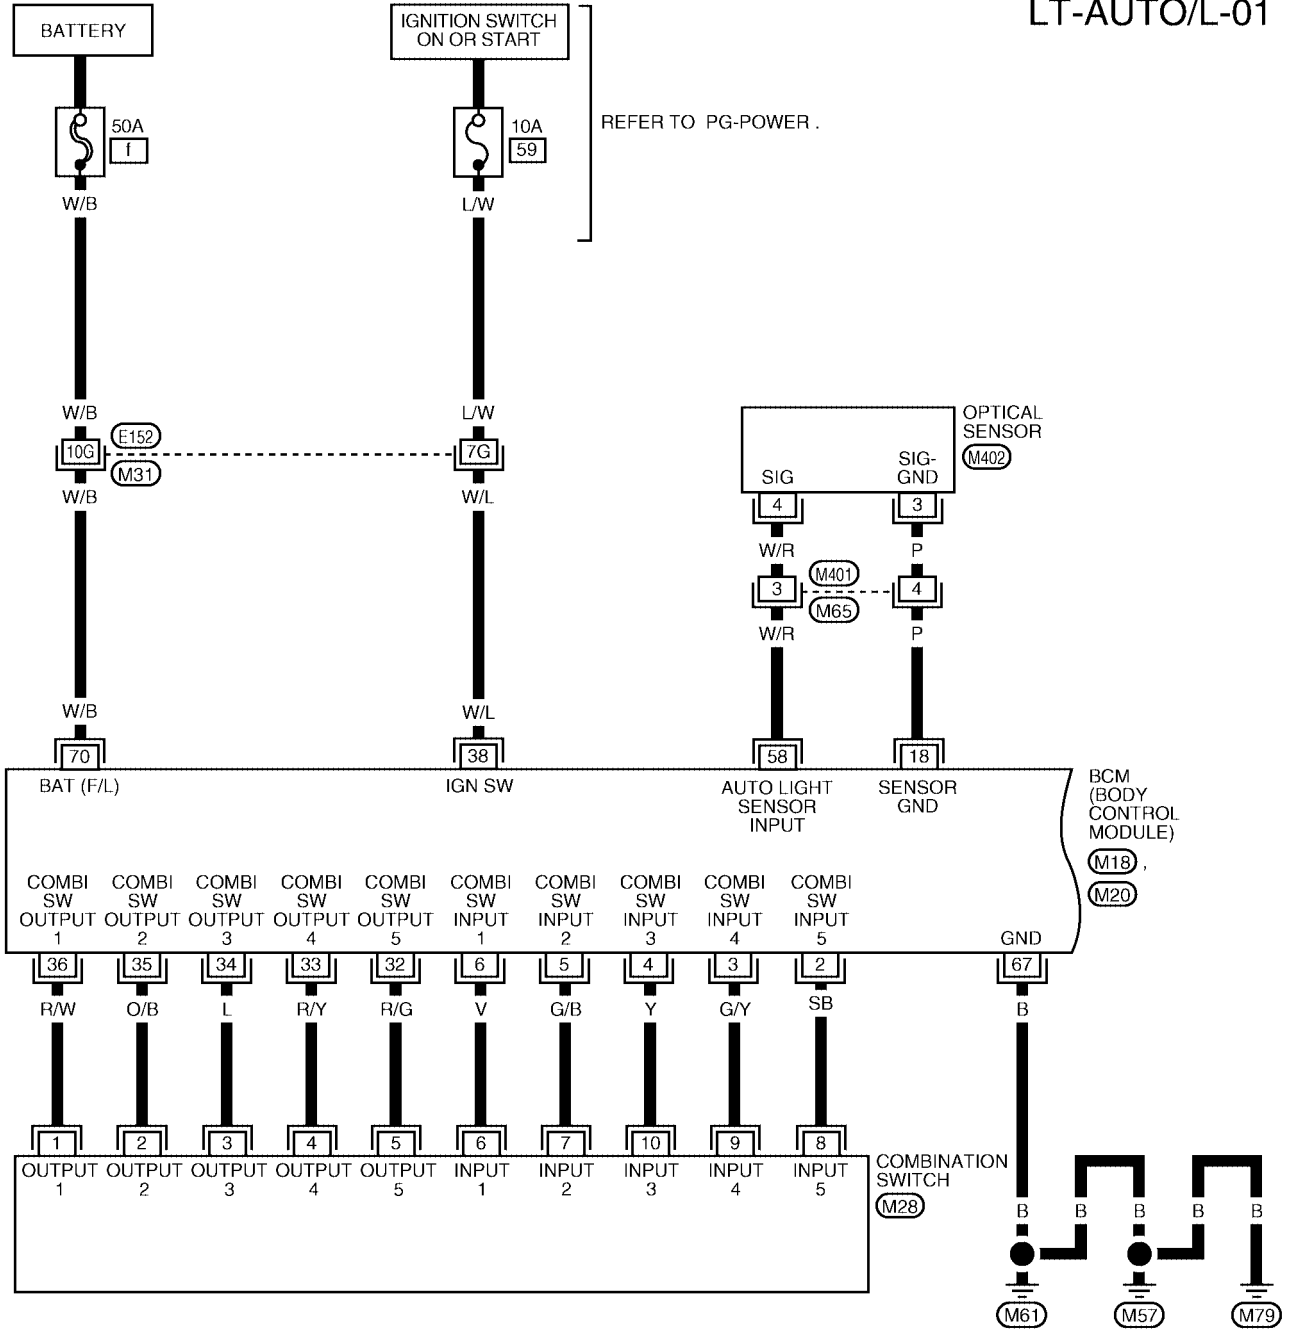 LT-AUTO/L-01
BATTERY
IGNITION SWITCH
ON OR START
50A
f
10A
59
REFER TO PG-POWER .
W/B
L/W
W/B
L/W
10G
E152
M31
7G
W/B
W/L
OPTICAL
SENSOR
M402
SIG
SIG-
GND
4
3
W/R
P
3
M401
M65
4
W/R
P
W/B
W/L
70
38
58
18
BAT (F/L)
IGN SW
AUTO LIGHT
SENSOR
INPUT
SENSOR
GND
BCM
(BODY
CONTROL
MODULE)
M18 ,
M20
COMBI
SW
OUTPUT
1
COMBI
SW
OUTPUT
2
COMBI
SW
OUTPUT
3
COMBI
SW
OUTPUT
4
COMBI
SW
OUTPUT
5
COMBI
SW
INPUT
1
COMBI
SW
INPUT
2
COMBI
SW
INPUT
3
COMBI
SW
INPUT
4
COMBI
SW
INPUT
5
GND
36
35
34
33
32
6
5
4
3
2
67
R/W
O/B
L
R/Y
R/G
V
G/B
Y
G/Y
SB
B
1
2
3
4
5
6
7
10
9
8
OUTPUT
1
OUTPUT
2
OUTPUT
3
OUTPUT
4
OUTPUT
5
INPUT
1
INPUT
2
INPUT
3
INPUT
4
INPUT
5
COMBINATION
SWITCH
M28
B
B
B
B
B
M61
M57
M79